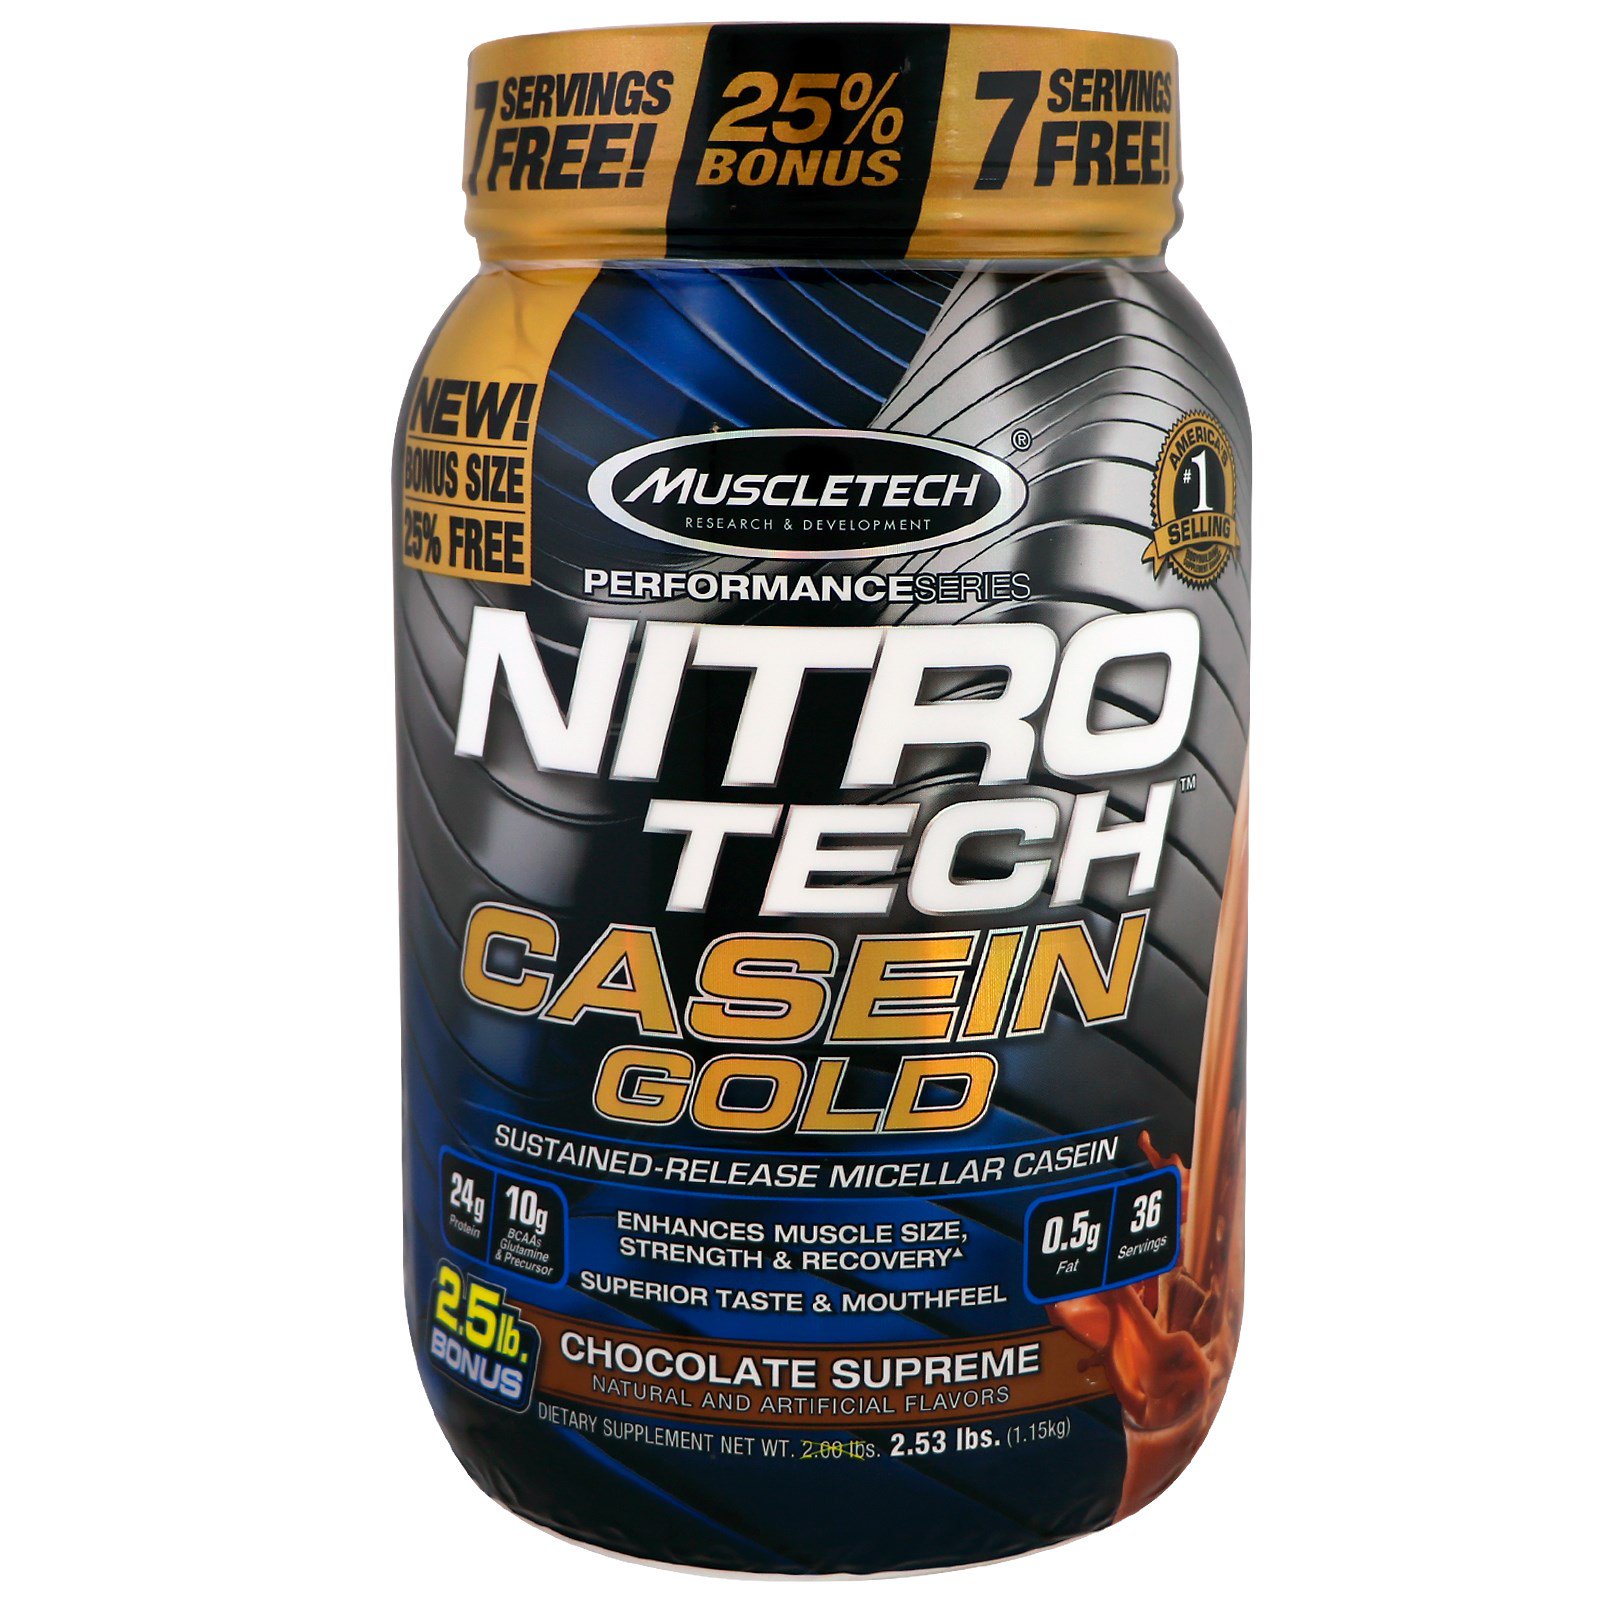 7 SERVINGS FREE!
25% BONUS
7 SERVINGS FREE!
NEW!
BONUS SIZE
25% FREE
MUSCLETECH®
RESEARCH & DEVELOPMENT
AMERICA'S
#1
SELLING
PERFORMANCESERIES
NITRO
TECH™
CASEIN
GOLD
SUSTAINED-RELEASE MICELLAR CASEIN
24g
Protein
10g
BCAAs
Glutamine
& Precursor
ENHANCES MUSCLE SIZE,
STRENGTH & RECOVERY▲
SUPERIOR TASTE & MOUTHFEEL
0.5g
Fat
36
Servings
2.5lb.
BONUS
CHOCOLATE SUPREME
NATURAL AND ARTIFICIAL FLAVORS
DIETARY SUPPLEMENT NET WT. 2.00 lbs. 2.53 lbs. (1.15kg)